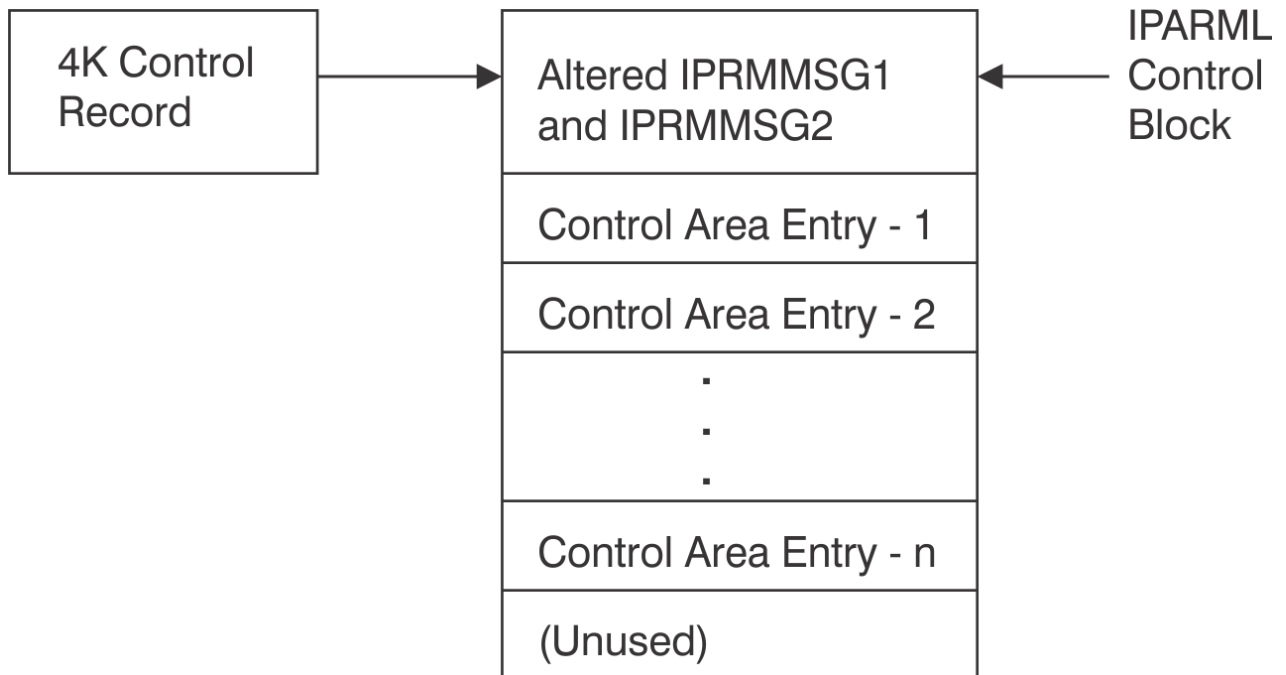 4K Control
Record
Altered IPRMMSG1
and IPRMMSG2
IPARML
Control
Block
Control Area Entry - 1
Control Area Entry - 2
.
.
.
Control Area Entry - n
(Unused)